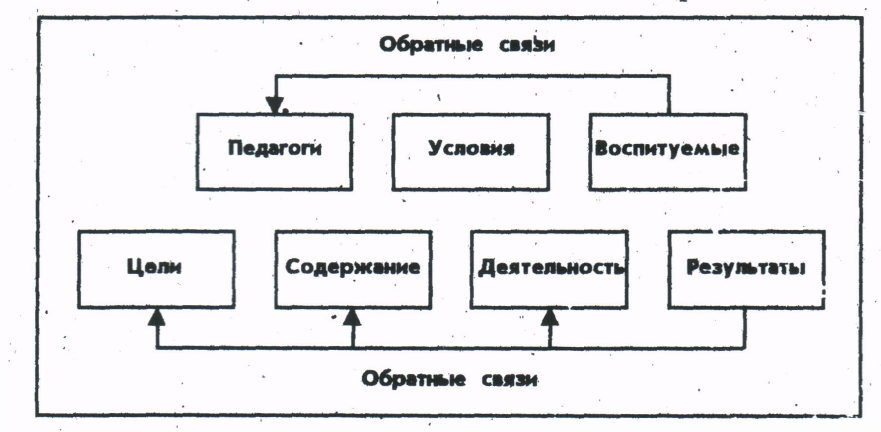 Обратные связи
Педагоги Условия Воспитуемые
Цели Содержание Деятельность Результаты
Обратные связи